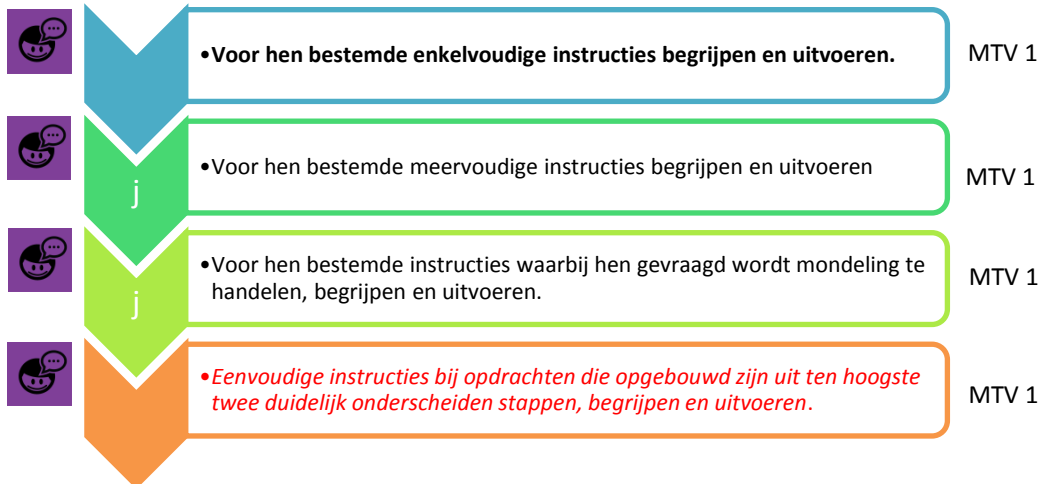 •Voor hen bestemde enkelvoudige instructies begrijpen en uitvoeren.
MTV 1
j
•Voor hen bestemde meervoudige instructies begrijpen en uitvoeren
MTV 1
j
•Voor hen bestemde instructies waarbij hen gevraagd wordt mondeling te
handelen, begrijpen en uitvoeren.
MTV 1
•Eenvoudige instructies bij opdrachten die opgebouwd zijn uit ten hoogste
twee duidelijk onderscheiden stappen, begrijpen en uitvoeren.
MTV 1